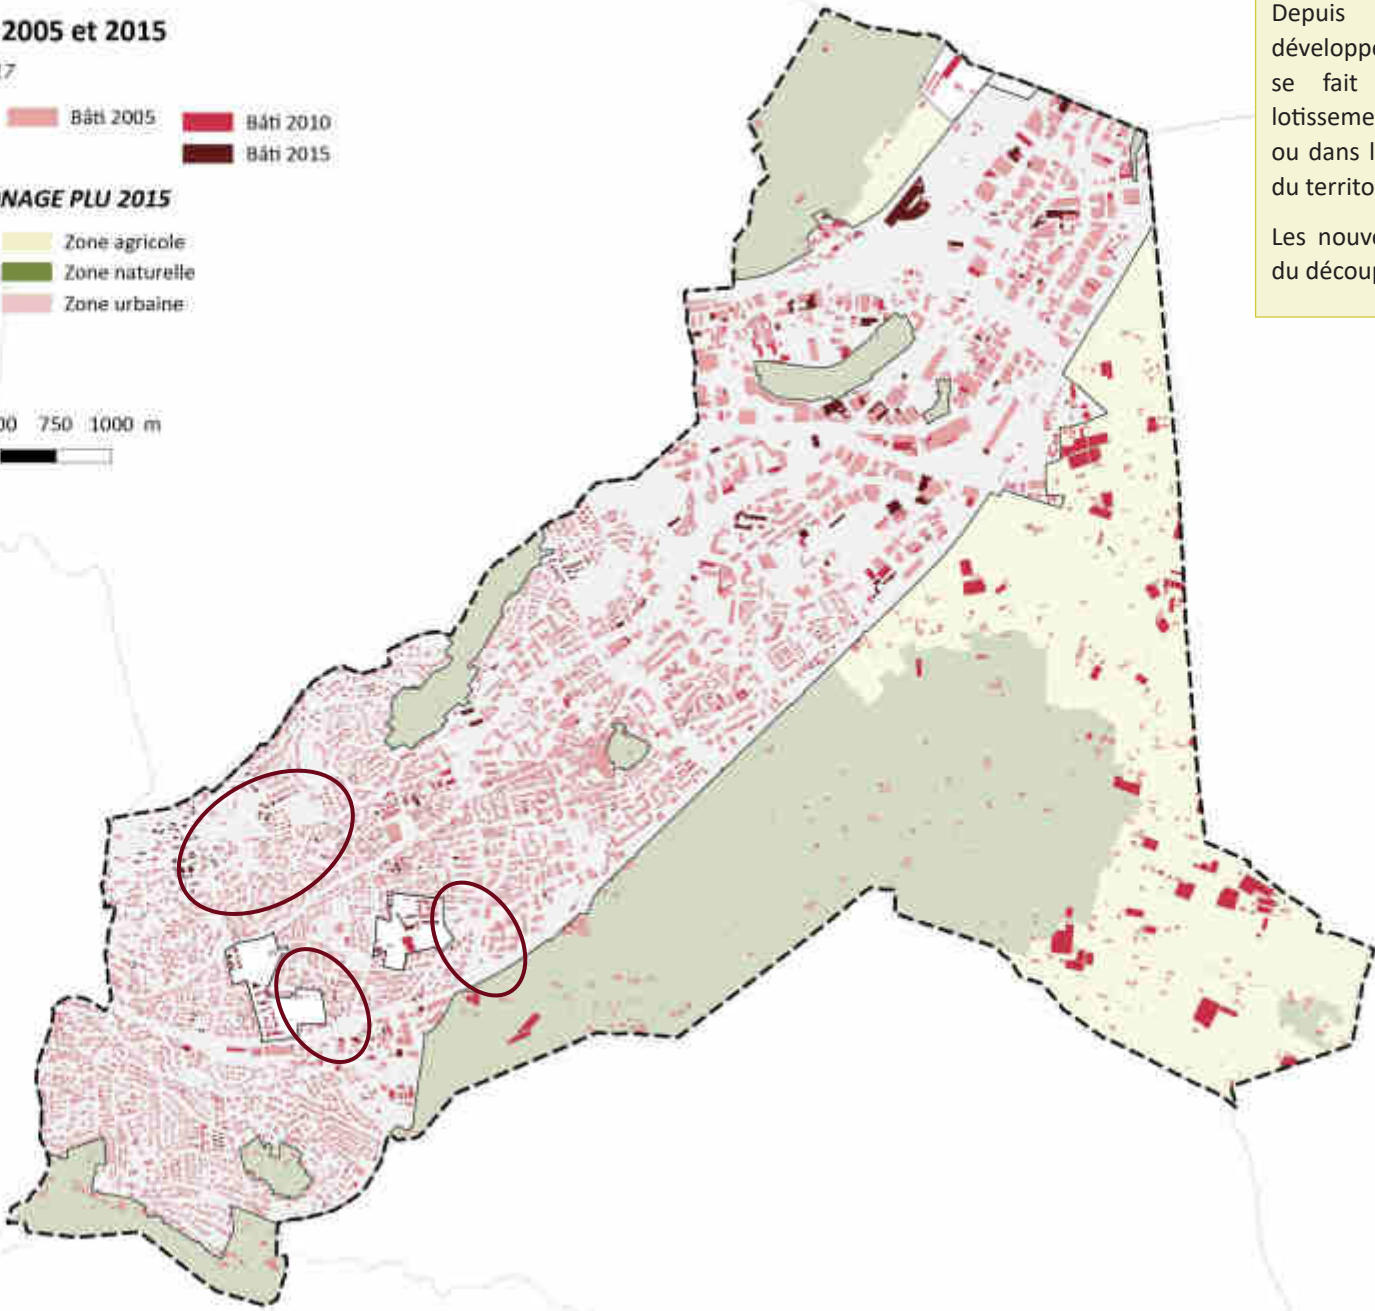 2005 et 2015
Bâti 2005
Bâti 2010
Bâti 2015
NAGE PLU 2015
Zone agricole
Zone naturelle
Zone urbaine
00 750 1000 m
Depuis
développe
se fait
lotisseme
ou dans l
du territo
Les nouve
du découp